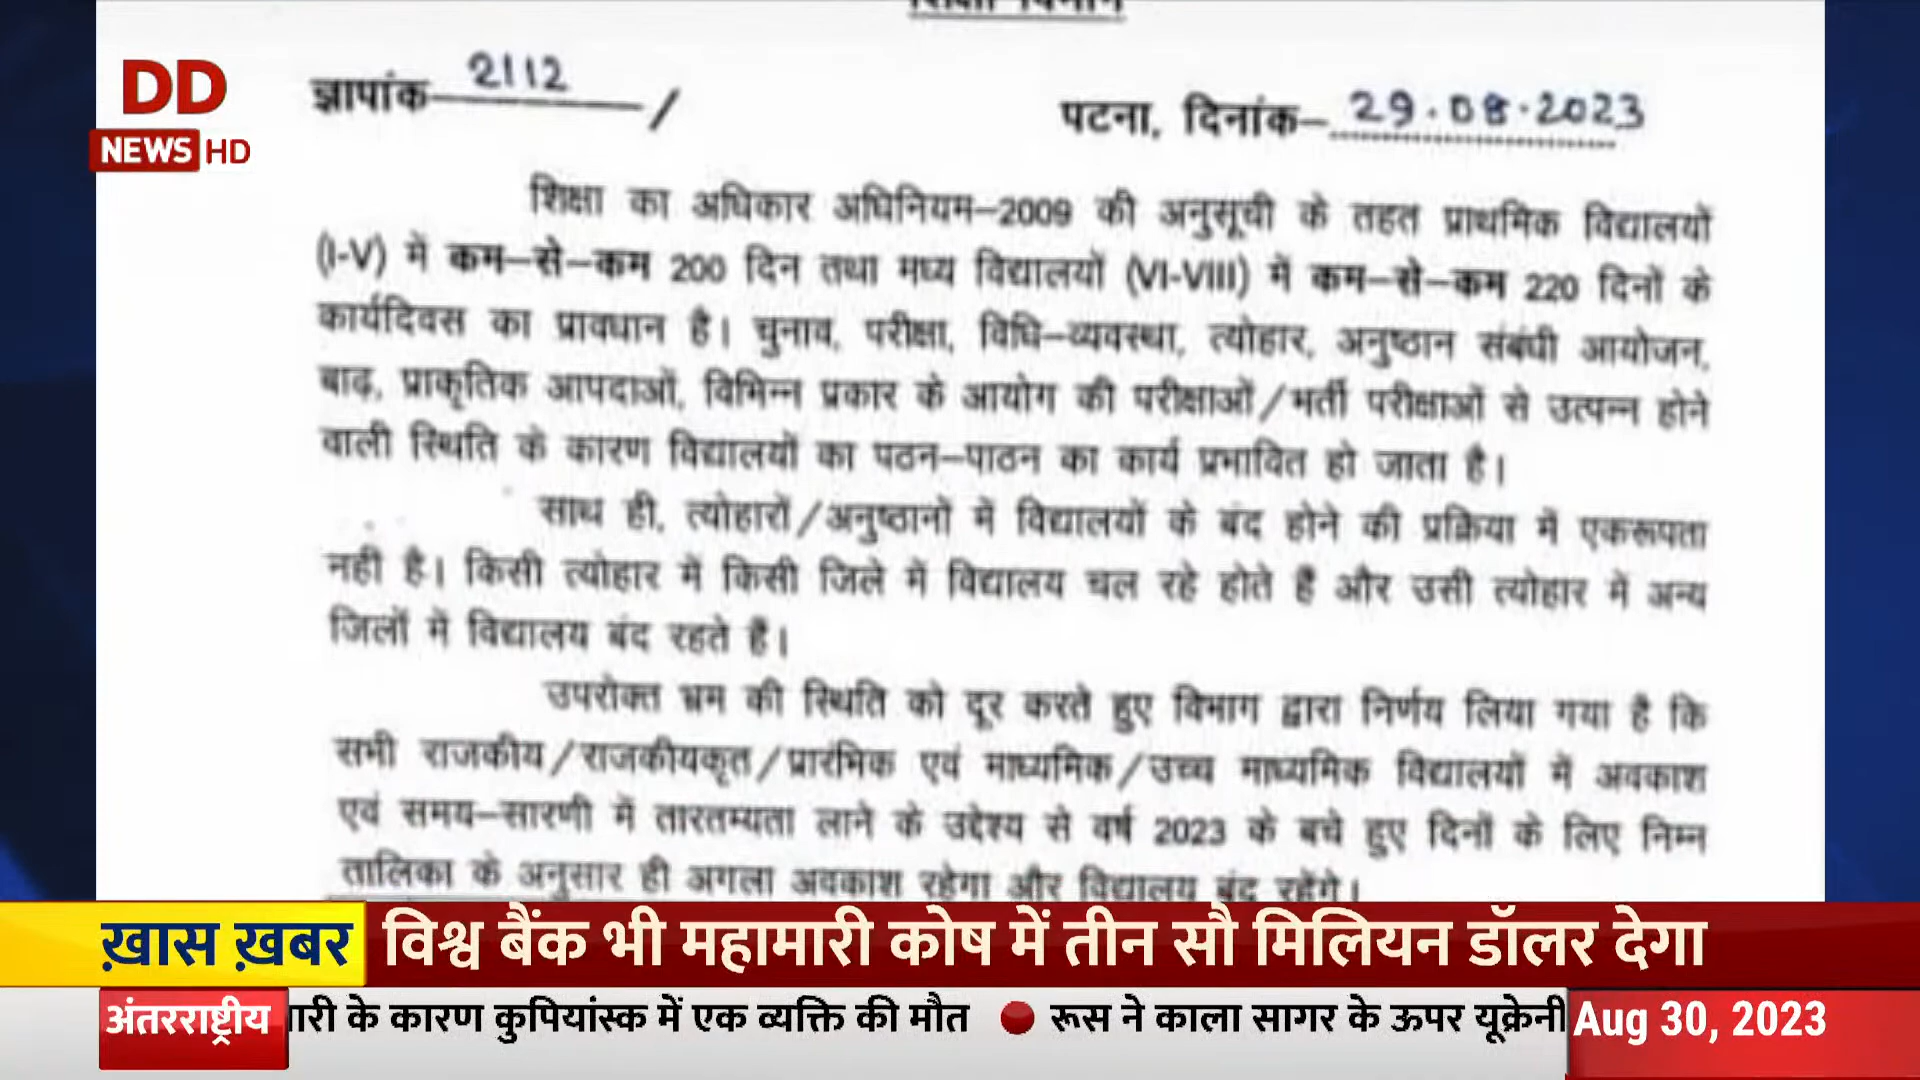 शिक्षा विभाग
DD
NEWS HD
ज्ञापांक- 2112 /
पटना, दिनांक- 29.08.2023
शिक्षा का अधिकार अधिनियम-2009 की अनुसूची के तहत प्राथमिक विद्यालयों
(I-V) में कम-से-कम 200 दिन तथा मध्य विद्यालयों (VI-VIII) में कम-से-कम 220 दिनों के
कार्यदिवस का प्रावधान है। चुनाव, परीक्षा, विधि-व्यवस्था, त्योहार, अनुष्ठान संबंधी आयोजन,
बाढ़, प्राकृतिक आपदाओं, विभिन्न प्रकार के आयोग की परीक्षाओं/भर्ती परीक्षाओं से उत्पन्न होने
वाली स्थिति के कारण विद्यालयों का पठन-पाठन का कार्य प्रभावित हो जाता है।
साथ ही, त्योहारों/अनुष्ठानों में विद्यालयों के बंद होने की प्रक्रिया में एकरूपता
नही है। किसी त्योहार में किसी जिले में विद्यालय चल रहे होते हैं और उसी त्योहार में अन्य
जिलों में विद्यालय बंद रहते हैं।
उपरोक्त भ्रम की स्थिति को दूर करते हुए विभाग द्वारा निर्णय लिया गया है कि
सभी राजकीय/राजकीयकृत/प्रारंभिक एवं माध्यमिक/उच्च माध्यमिक विद्यालयों में अवकाश
एवं समय-सारणी में तारतम्यता लाने के उद्देश्य से वर्ष 2023 के बचे हुए दिनों के लिए निम्न
तालिका के अनुसार ही अगला अवकाश रहेगा और विद्यालय बंद रहेंगे।
ख़ास ख़बर विश्व बैंक भी महामारी कोष में तीन सौ मिलियन डॉलर देगा
अंतरराष्ट्रीय ारी के कारण कुपियांस्क में एक व्यक्ति की मौत ● रूस ने काला सागर के ऊपर यूक्रेनी Aug 30, 2023